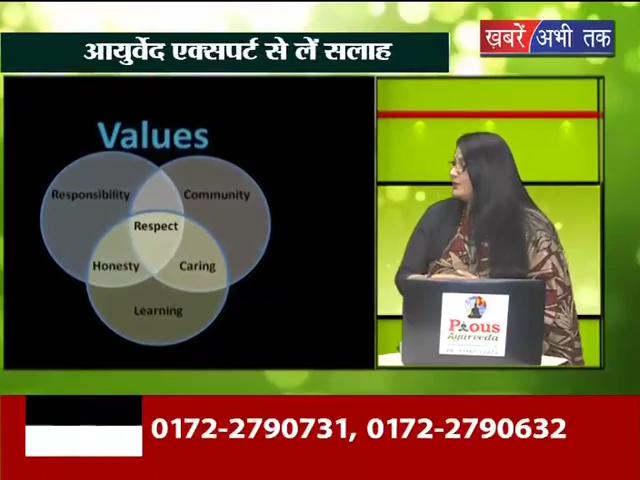 आयुर्वेद एक्सपर्ट से लें सलाह
ख़बरें अभी तक
Values
Responsibility
Community
Respect
Honesty
Caring
Learning
Pious
Ayurveda
0172-2790731, 0172-2790632